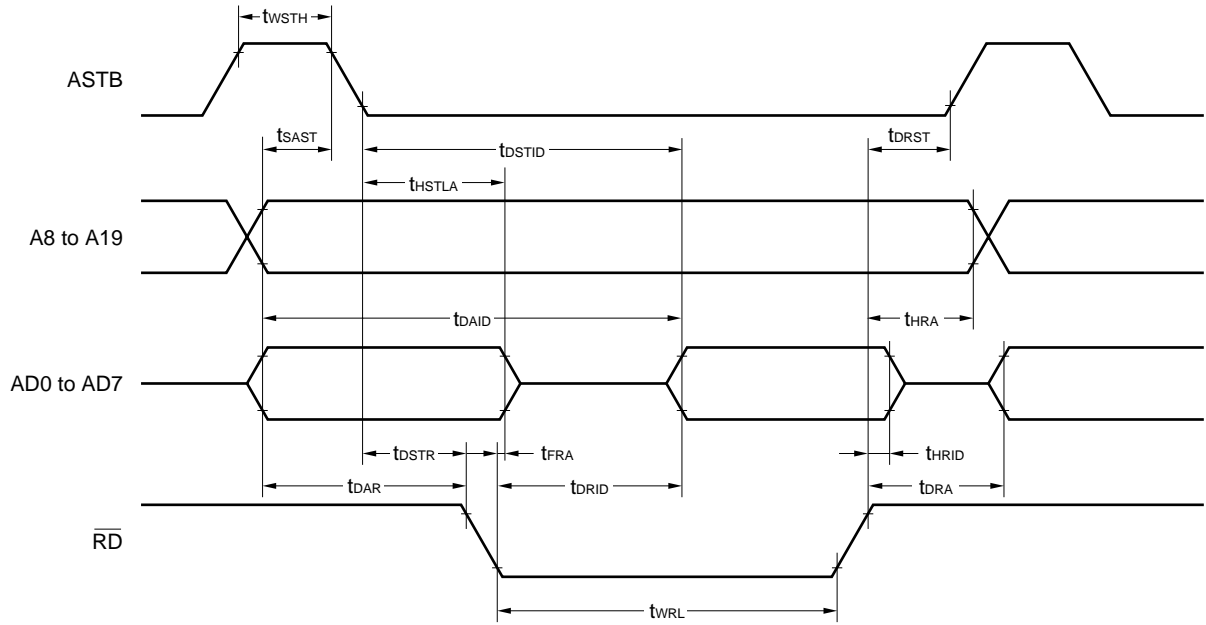 tWSTH
ASTB
tSAST
tDSTID
tDRST
tHSTLA
A8 to A19
tDAID
tHRA
AD0 to AD7
tDSTR
tFRA
tHRID
tDAR
tDRID
tDRA
R̅D̅
tWRL